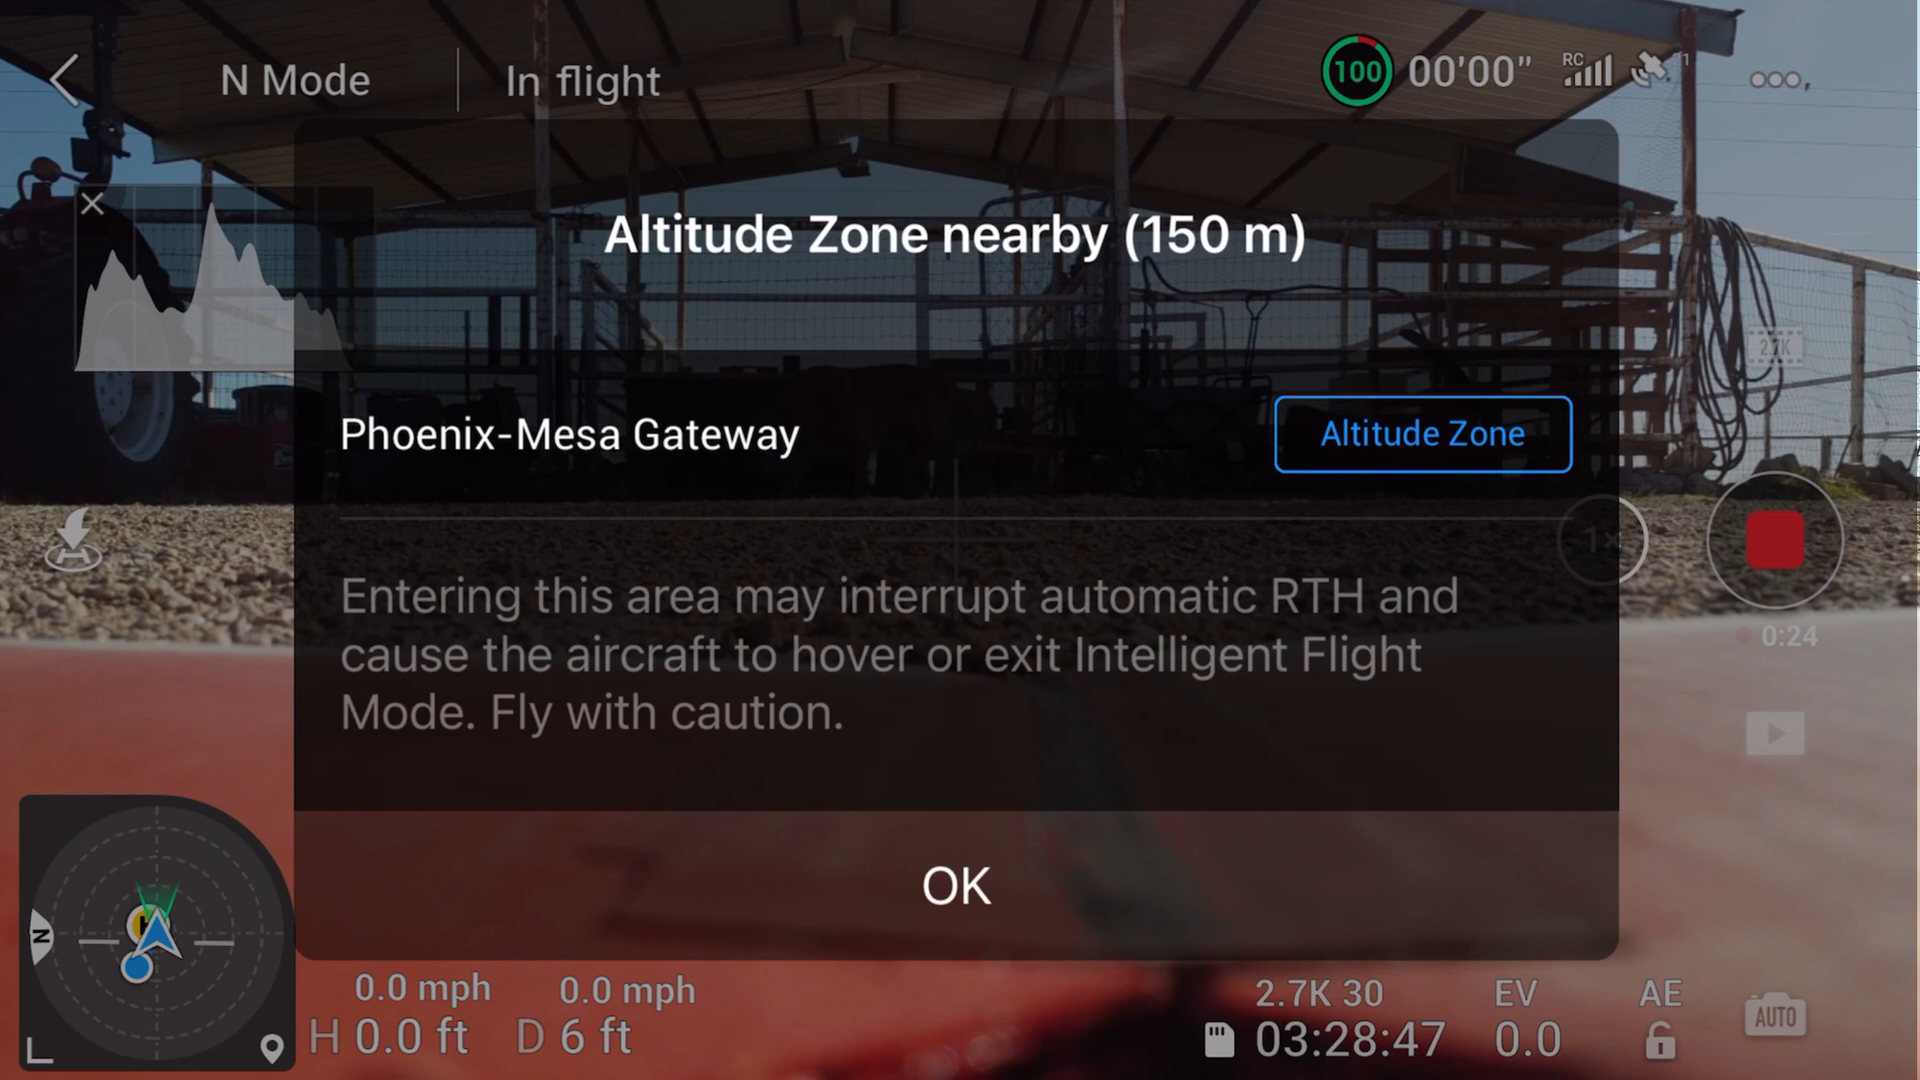 N Mode
In flight
100
00'00"
RC
Altitude Zone nearby (150 m)
2.7K
Phoenix-Mesa Gateway
Altitude Zone
1×
Entering this area may interrupt automatic RTH and
cause the aircraft to hover or exit Intelligent Flight
Mode. Fly with caution.
0:24
OK
N
H
0.0 mph
0.0 mph
H 0.0 ft
D 6 ft
2.7K 30
03:28:47
EV
0.0
AE
AUTO